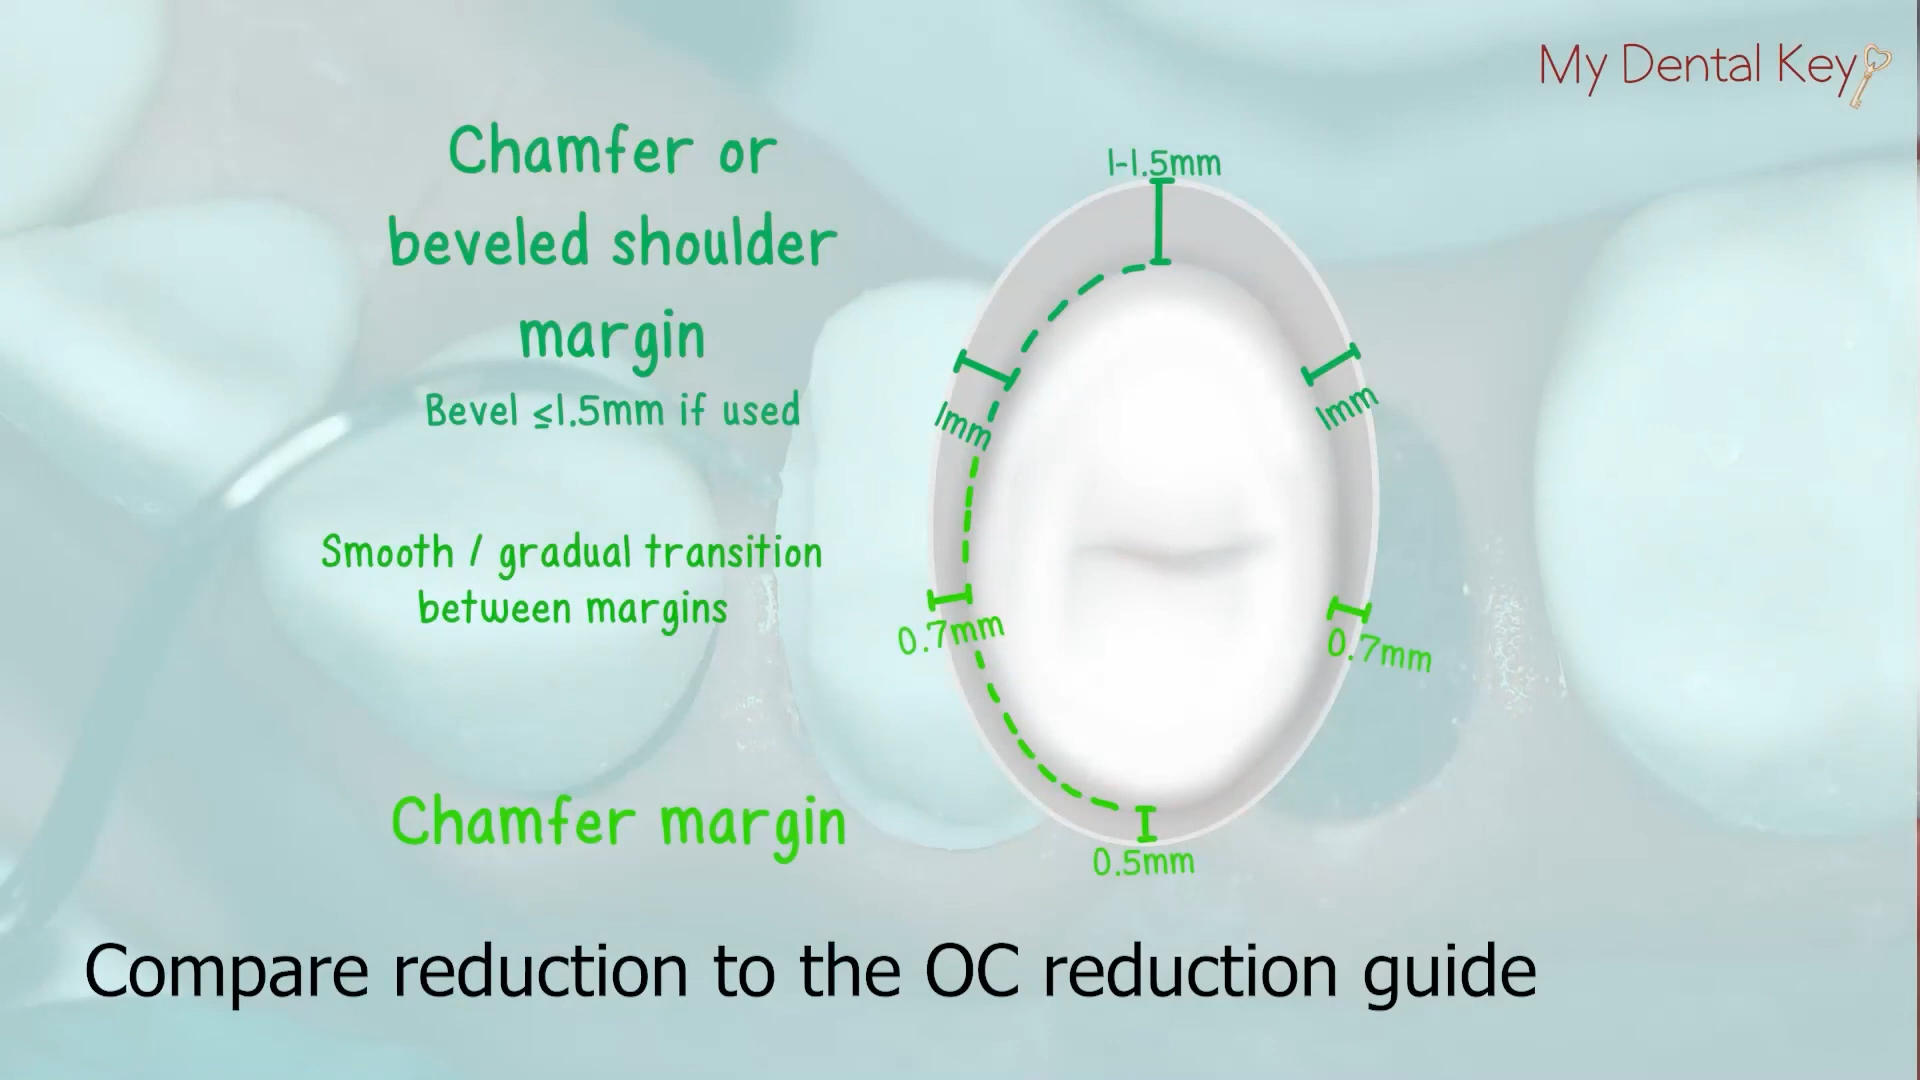 My Dental Key
Chamfer or
beveled shoulder
margin
Bevel ≤1.5mm if used
Smooth / gradual transition
between margins
Chamfer margin
1-1.5mm
1mm
1mm
0.7mm
0.7mm
0.5mm
Compare reduction to the OC reduction guide